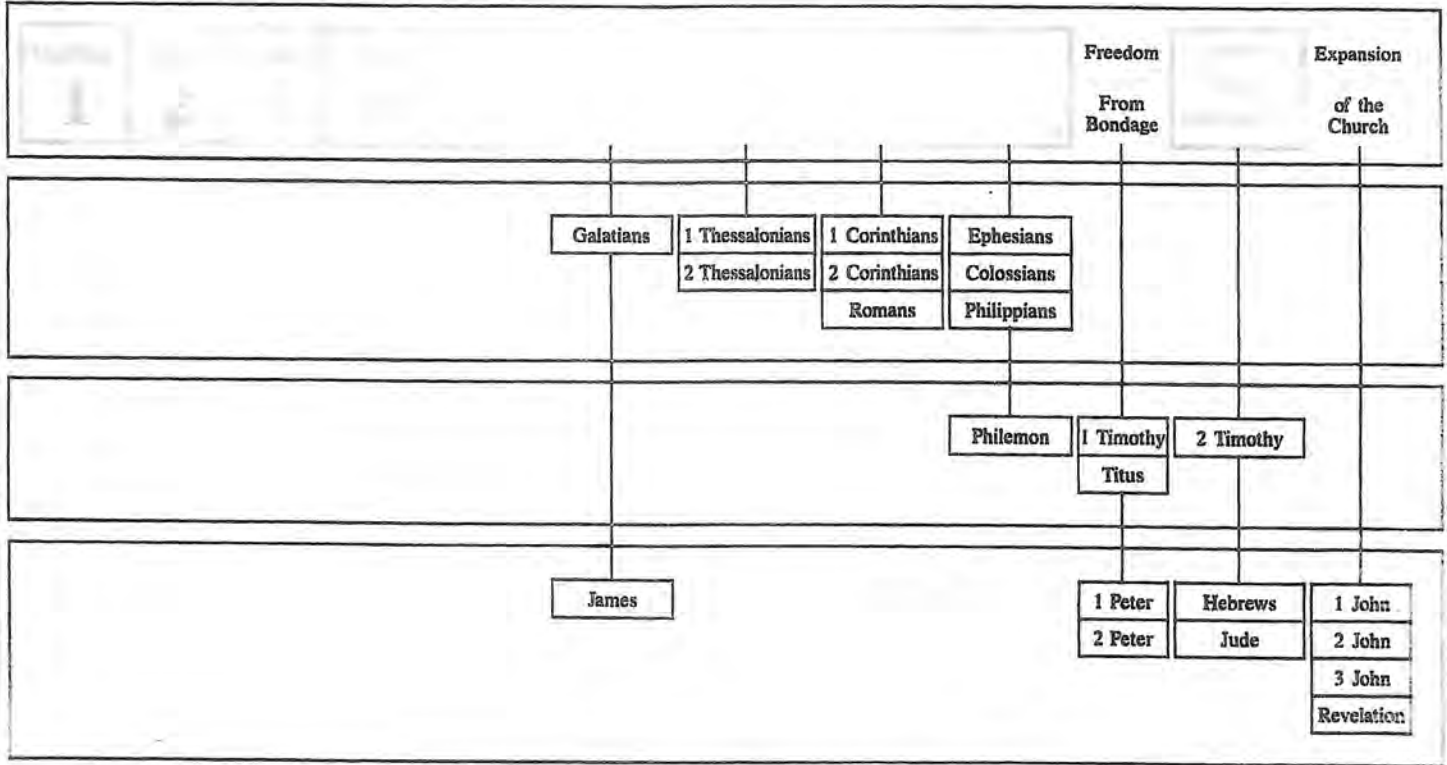 Freedom
From
Bondage
Expansion
of the
Church
Galatians
1 Thessalonians
2 Thessalonians
1 Corinthians
2 Corinthians
Romans
Ephesians
Colossians
Philippians
Philemon
1 Timothy
Titus
2 Timothy
James
1 Peter
2 Peter
Hebrews
Jude
1 John
2 John
3 John
Revelation